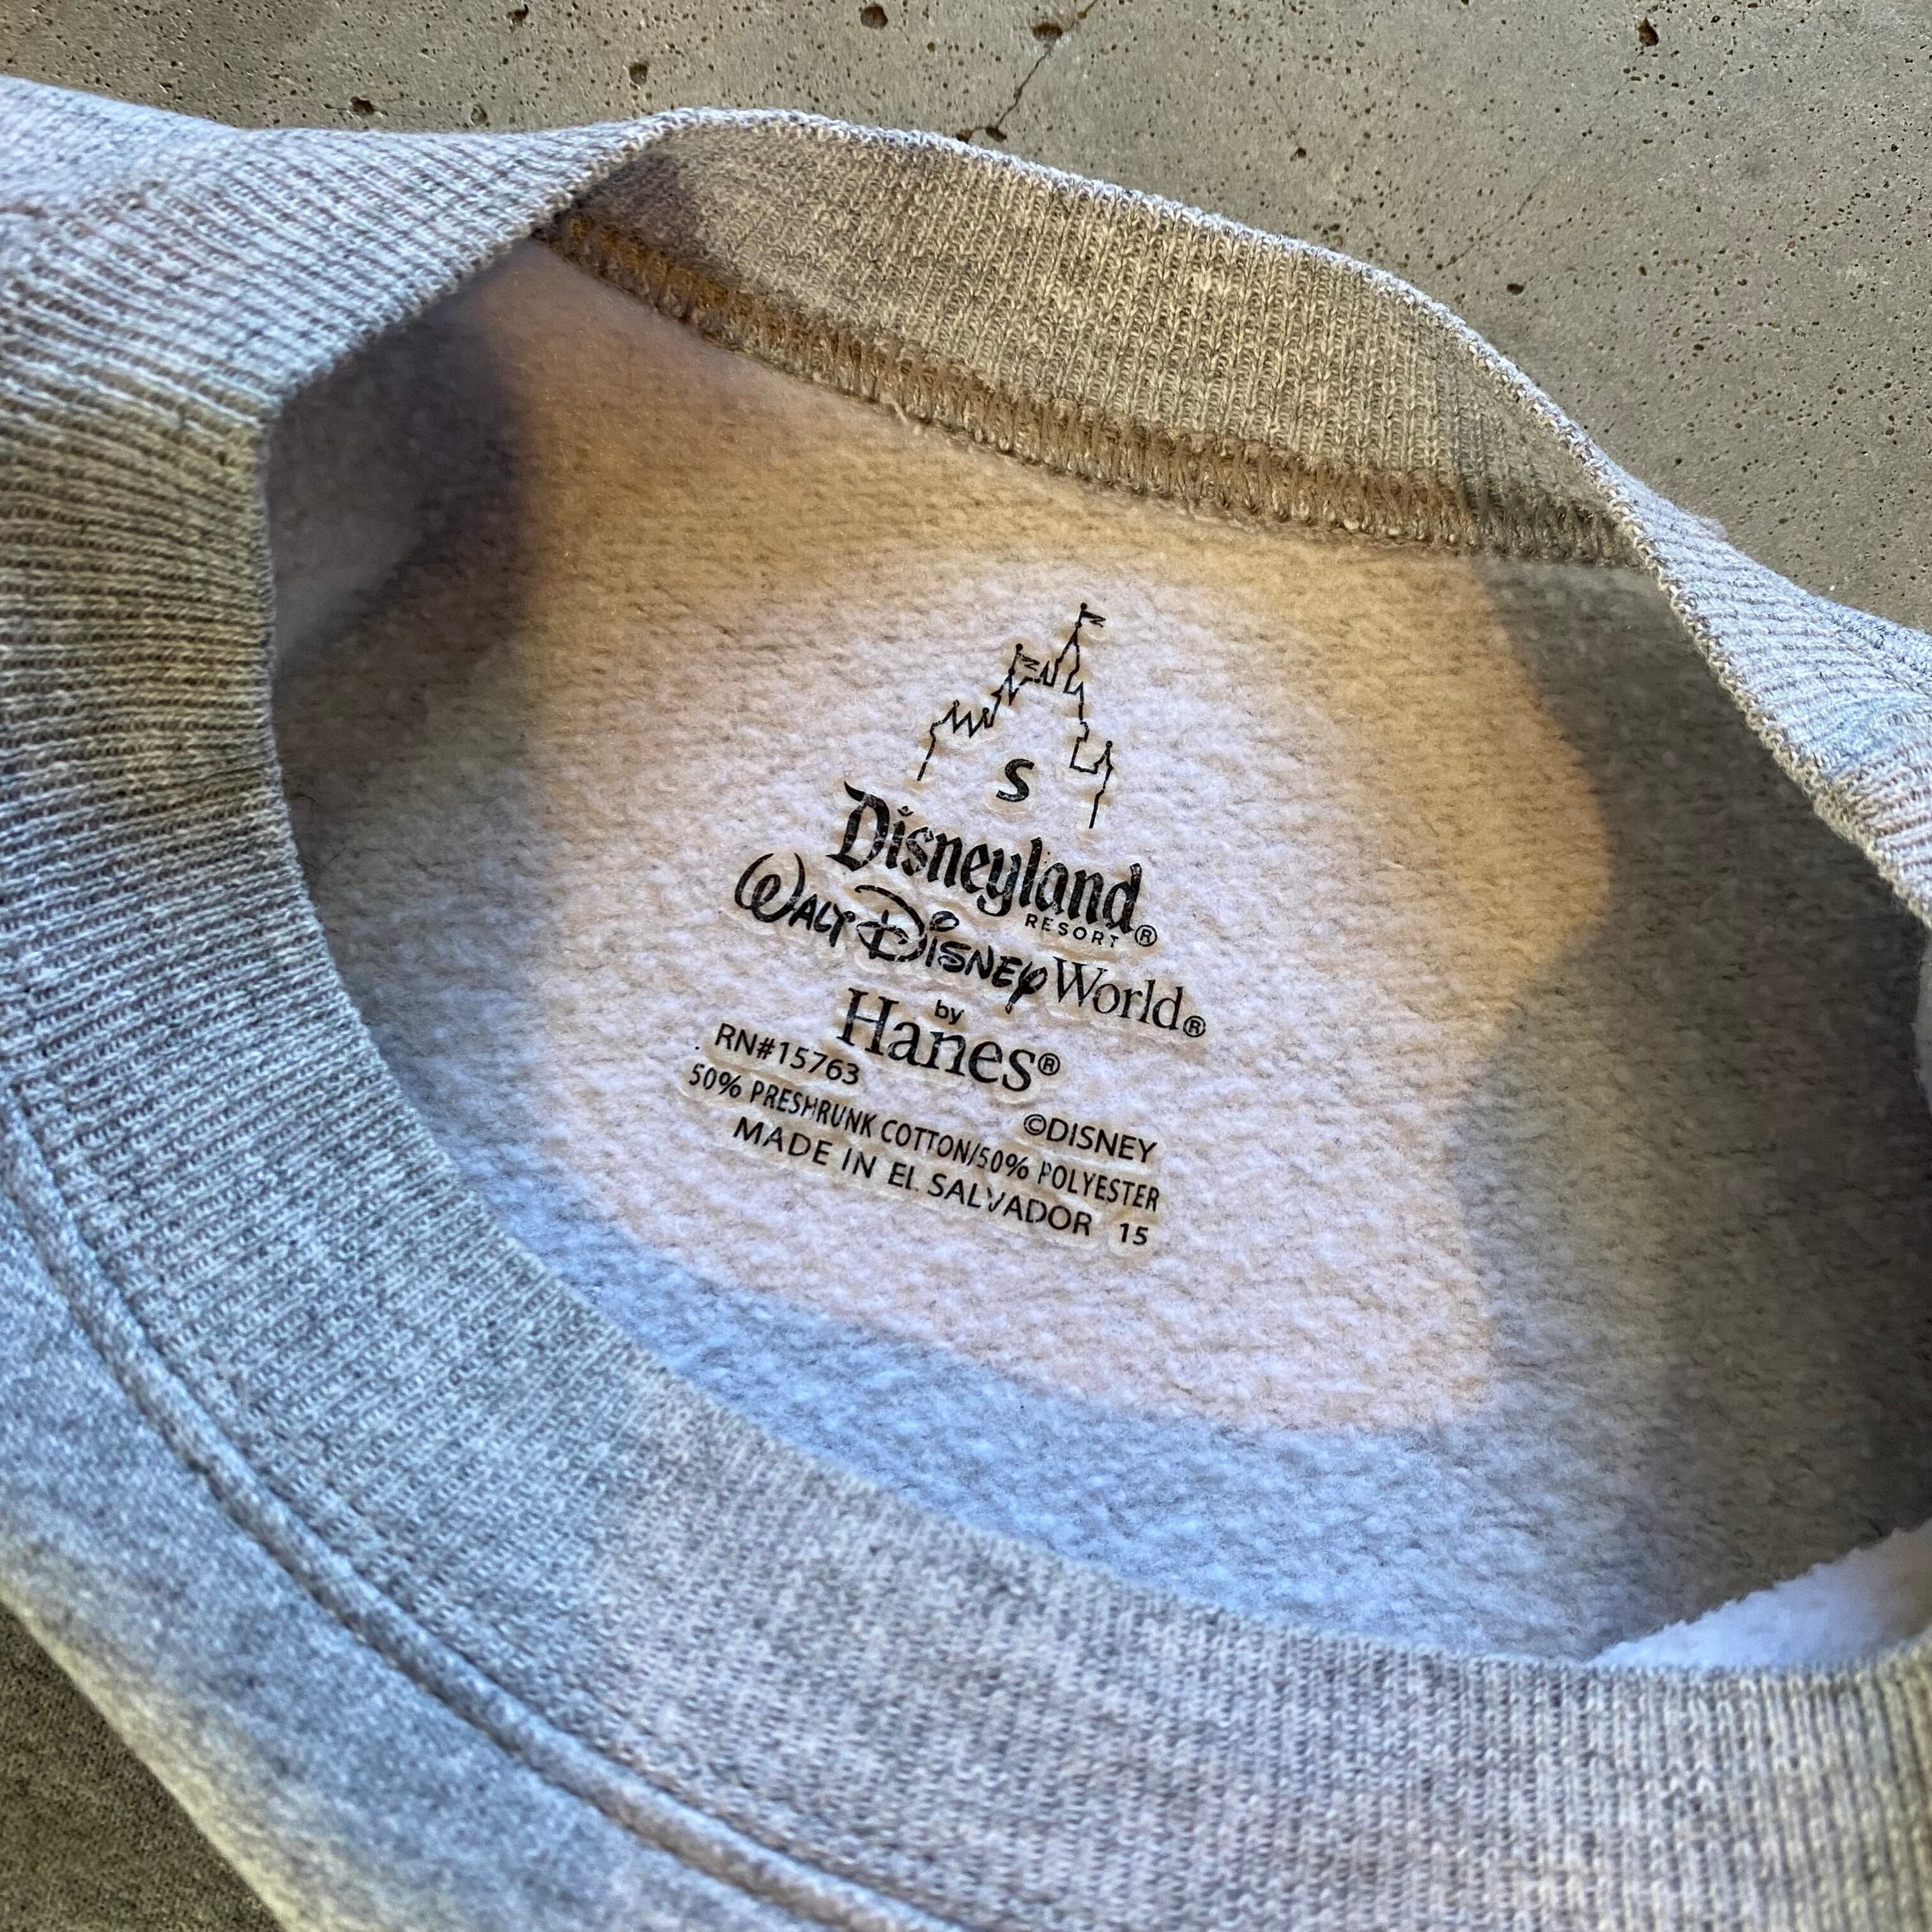 S
Disneyland
RESORT®
WALT DISNEY World®
by
Hanes®
RN#15763
©DISNEY
50% PRESHRUNK COTTON/50% POLYESTER
MADE IN EL SALVADOR 15